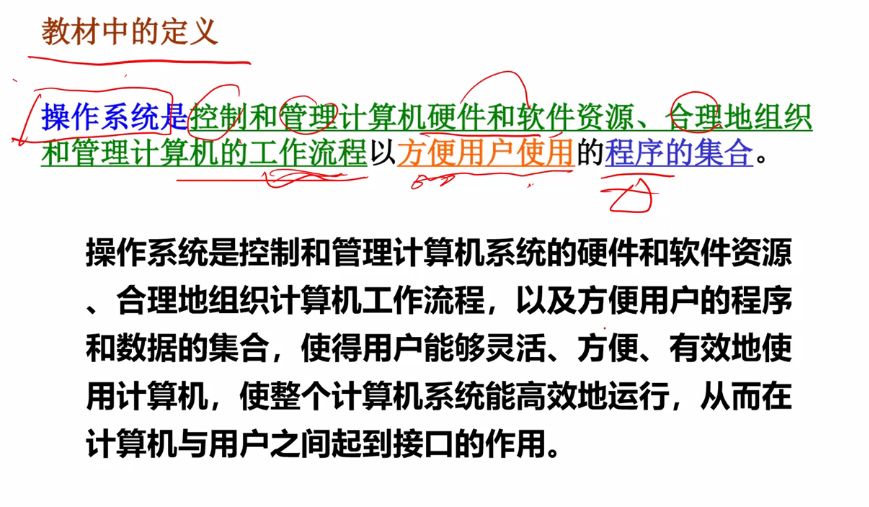 教材中的定义
操作系统是控制和管理计算机硬件和软件资源、合理地组织
和管理计算机的工作流程以方便用户使用的程序的集合。
操作系统是控制和管理计算机系统的硬件和软件资源
、合理地组织计算机工作流程，以及方便用户的程序
和数据的集合，使得用户能够灵活、方便、有效地使
用计算机，使整个计算机系统能高效地运行，从而在
计算机与用户之间起到接口的作用。